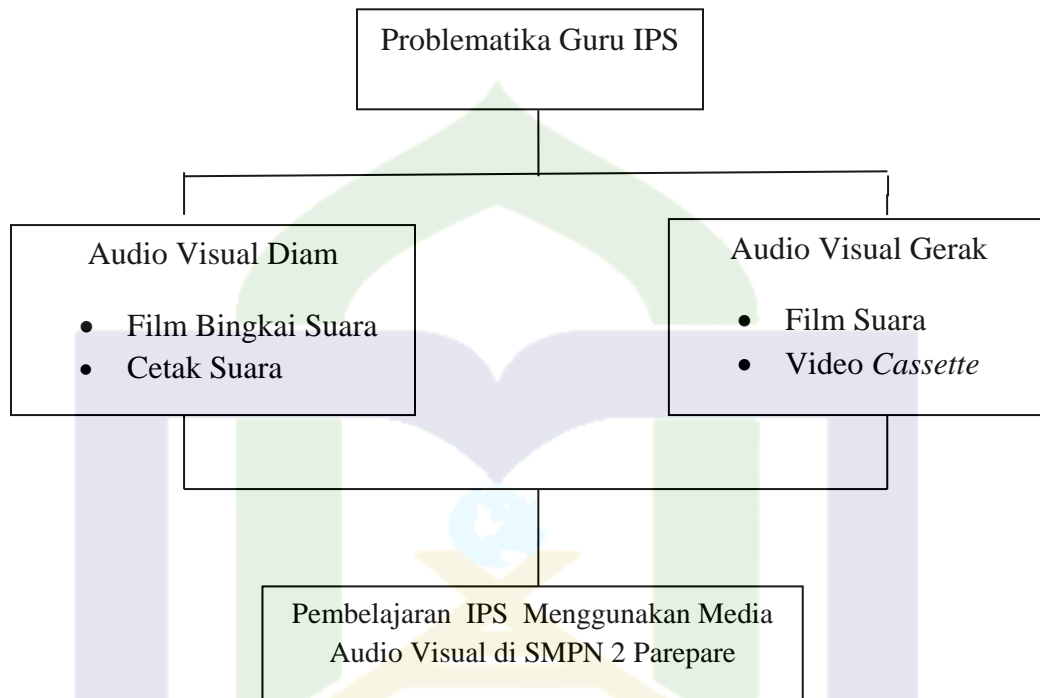 Problematika Guru IPS
Audio Visual Diam
● Film Bingkai Suara
● Cetak Suara
Audio Visual Gerak
● Film Suara
● Video Cassette
Pembelajaran IPS Menggunakan Media
Audio Visual di SMPN 2 Parepare